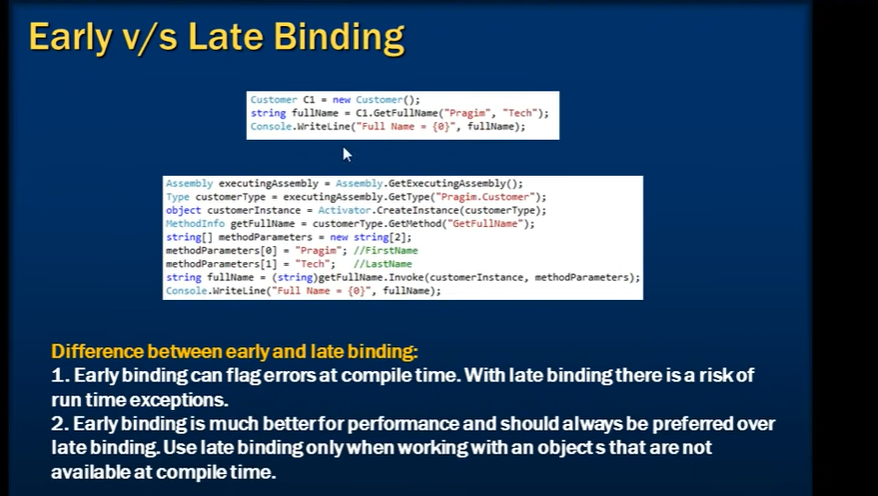 Early v/s Late Binding
Customer C1 = new Customer();
string fullName = C1.GetFullName("Pragim", "Tech");
Console.WriteLine("Full Name = {0}", fullName);
Assembly executingAssembly = Assembly.GetExecutingAssembly();
Type customerType = executingAssembly.GetType("Pragim.Customer");
object customerInstance = Activator.CreateInstance(customerType);
MethodInfo getFullName = customerType.GetMethod("GetFullName");
string[] methodParameters = new string[2];
methodParameters[0] = "Pragim"; //FirstName
methodParameters[1] = "Tech";   //LastName
string fullName = (string)getFullName.Invoke(customerInstance, methodParameters);
Console.WriteLine("Full Name = {0}", fullName);
Difference between early and late binding:
1. Early binding can flag errors at compile time. With late binding there is a risk of
run time exceptions.
2. Early binding is much better for performance and should always be preferred over
late binding. Use late binding only when working with an object s that are not
available at compile time.